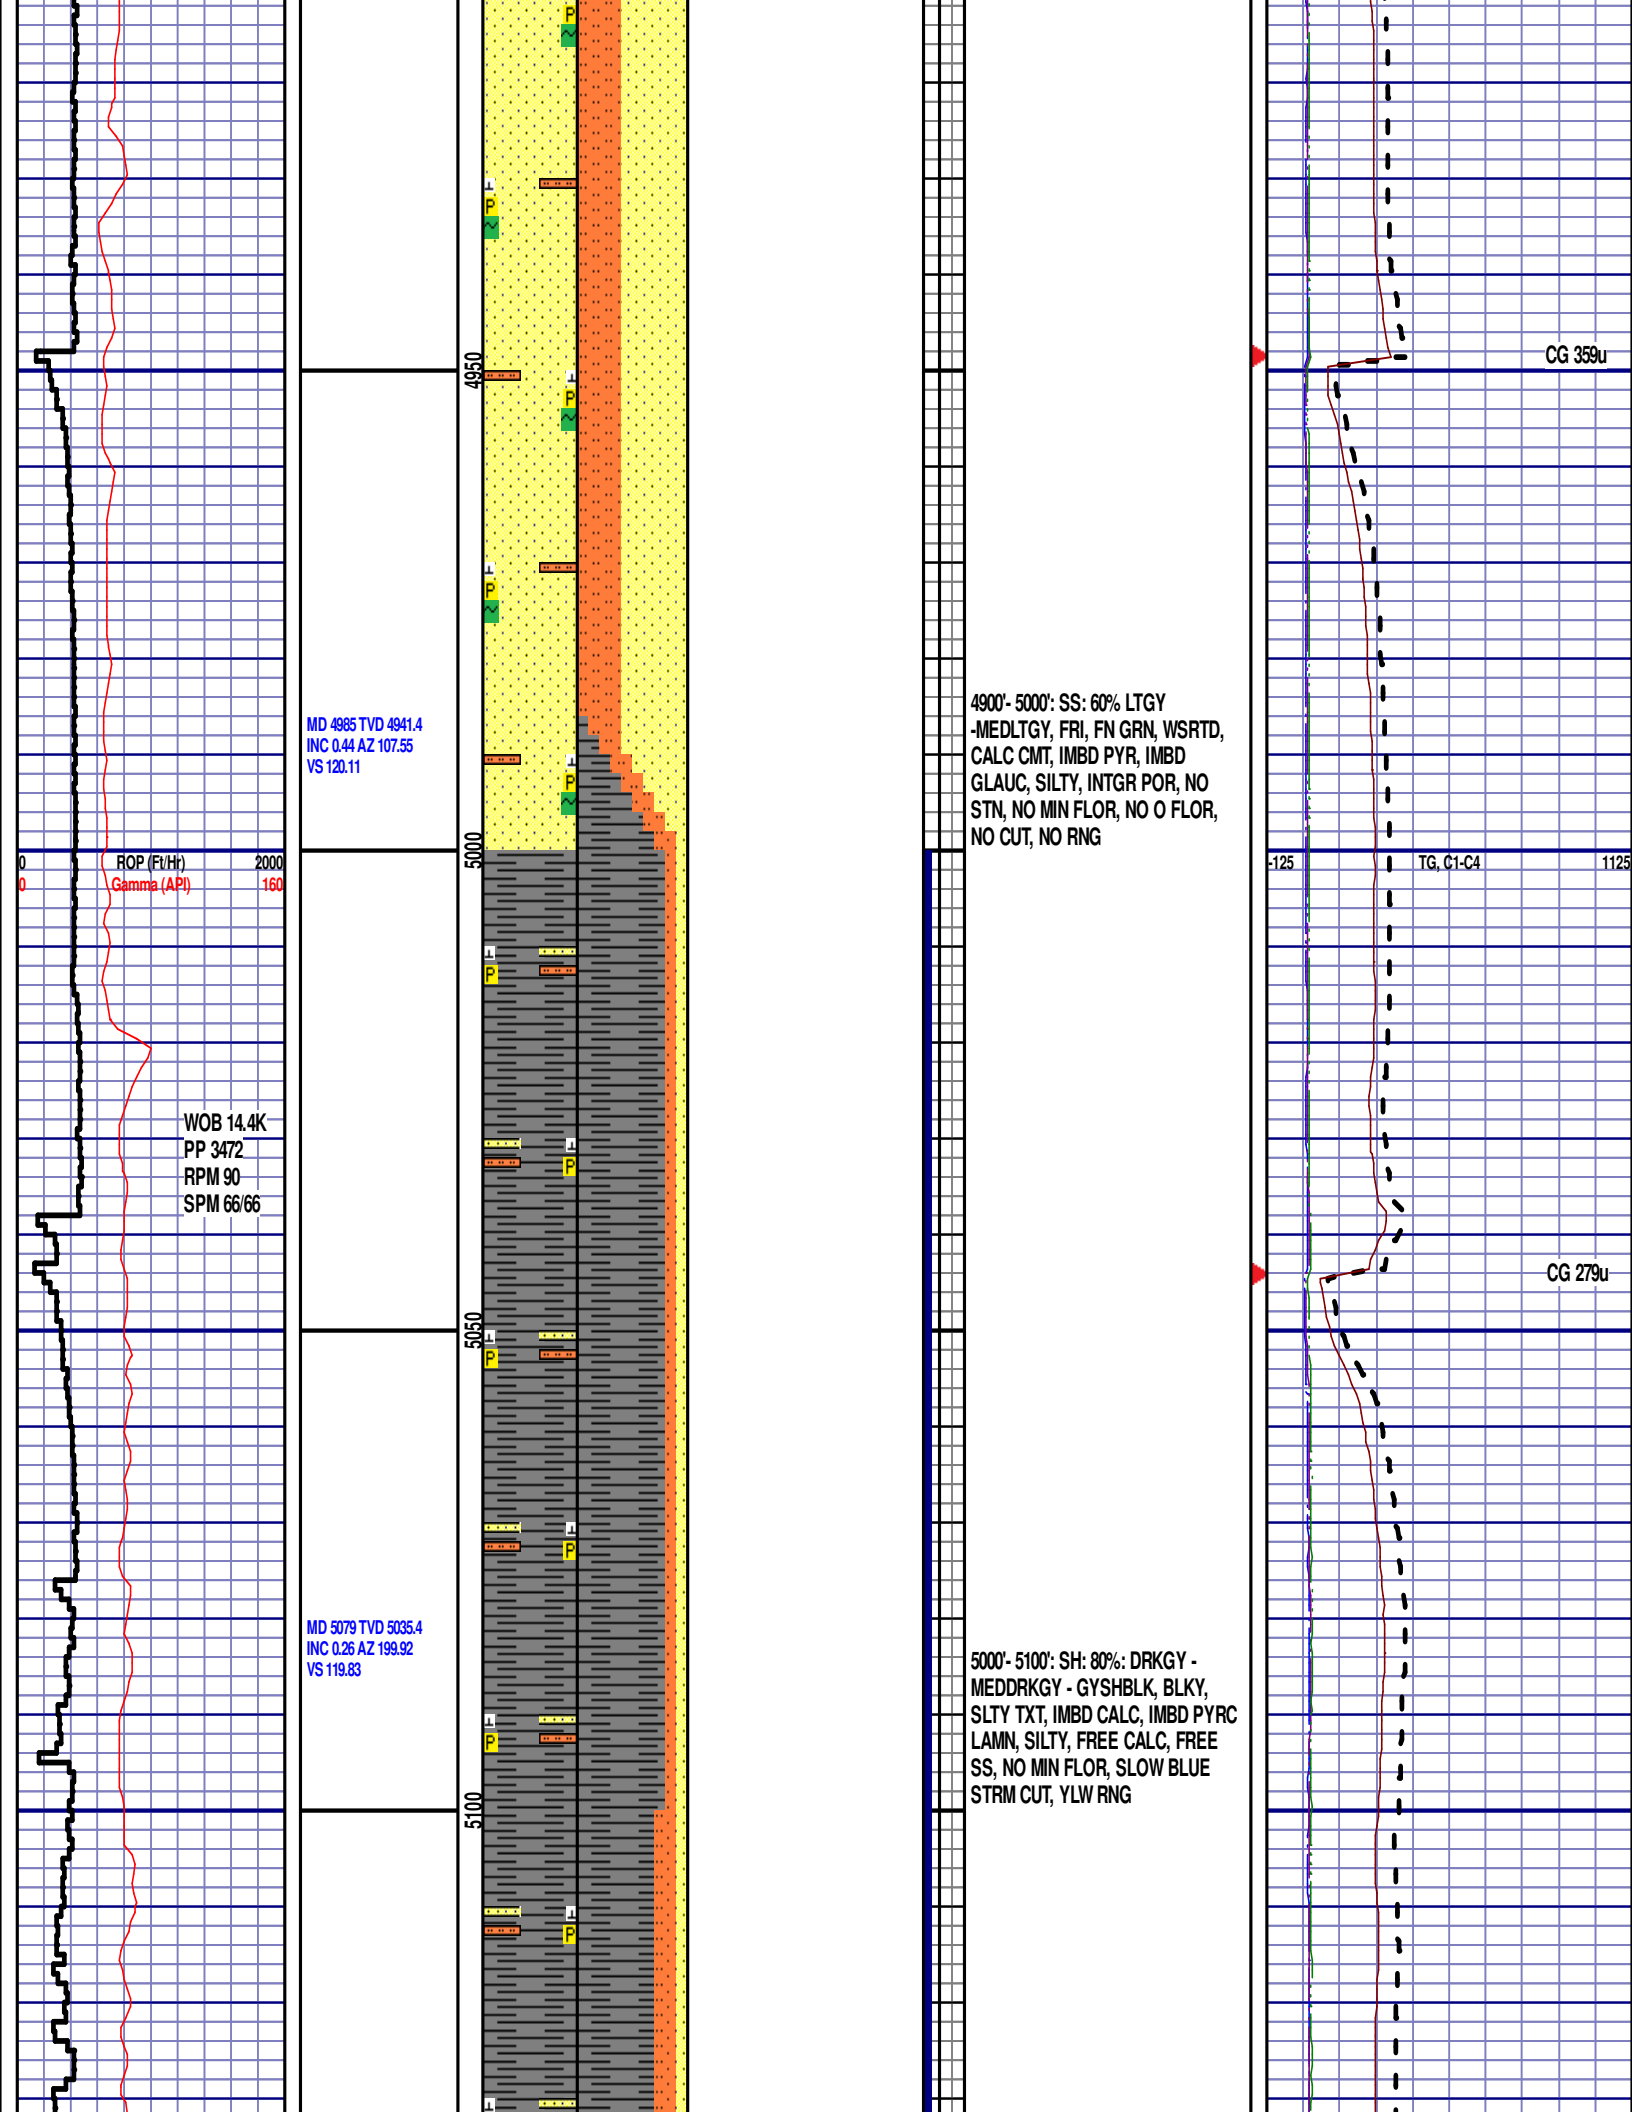 P
P
CG 359u
4950
P
P
MD 4985 TVD 4941.4
INC 0.44 AZ 107.55
VS 120.11
4900'- 5000': SS: 60% LTGY
-MEDLTGY, FRI, FN GRN, WSRTD,
CALC CMT, IMBD PYR, IMBD
GLAUC, SILTY, INTGR POR, NO
STN, NO MIN FLOR, NO O FLOR,
NO CUT, NO RNG
P
5000
0 ROP (Ft/Hr) 2000
0 Gamma (API) 160
-125 TG, C1-C4 1125
P
WOB 14.4K
PP 3472
RPM 90
SPM 66/66
P
CG 279u
5050
P
P
MD 5079 TVD 5035.4
INC 0.26 AZ 199.92
VS 119.83
5000'- 5100': SH: 80%: DRKGY -
MEDDRKGY - GYSHBLK, BLKY,
SLTY TXT, IMBD CALC, IMBD PYRC
LAMN, SILTY, FREE CALC, FREE
SS, NO MIN FLOR, SLOW BLUE
STRM CUT, YLW RNG
P
5100
P